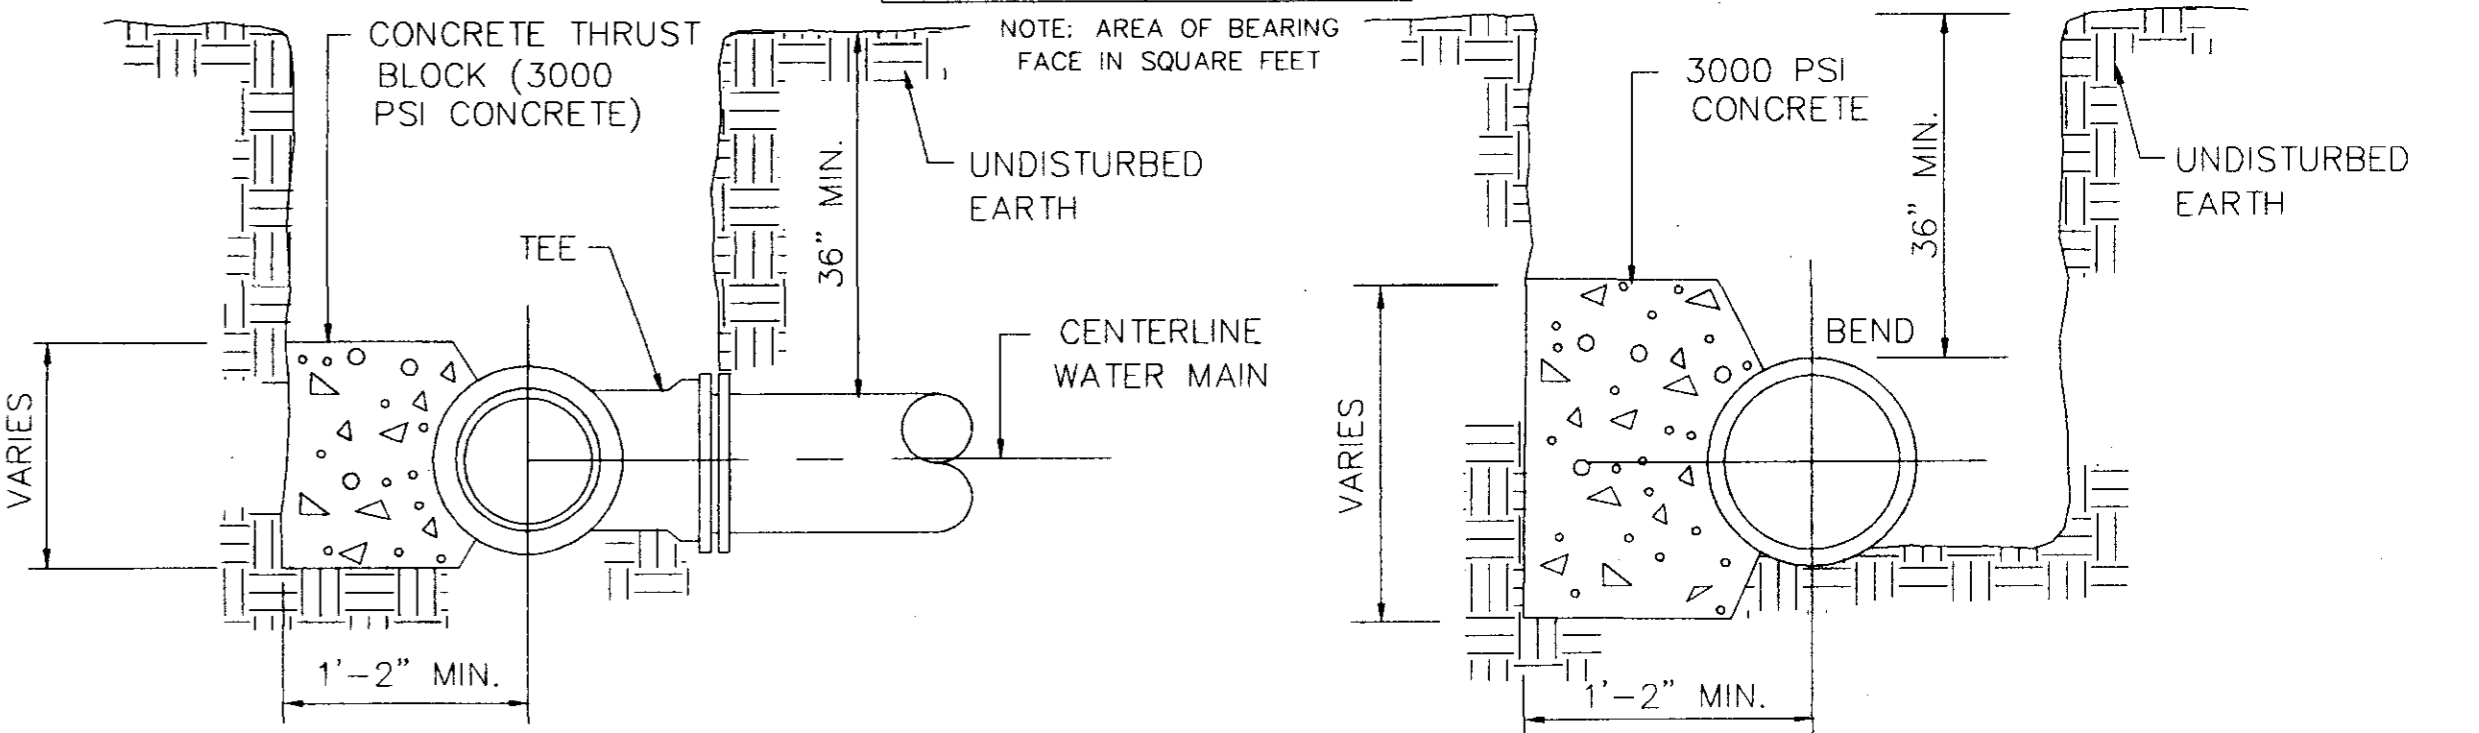 CONCRETE THRUST
BLOCK (3000
PSI CONCRETE)
NOTE: AREA OF BEARING
FACE IN SQUARE FEET
UNDISTURBED
EARTH
36" MIN.
TEE
CENTERLINE
WATER MAIN
VARIES
1'-2" MIN.
3000 PSI
CONCRETE
36" MIN.
UNDISTURBED
EARTH
BEND
VARIES
1'-2" MIN.